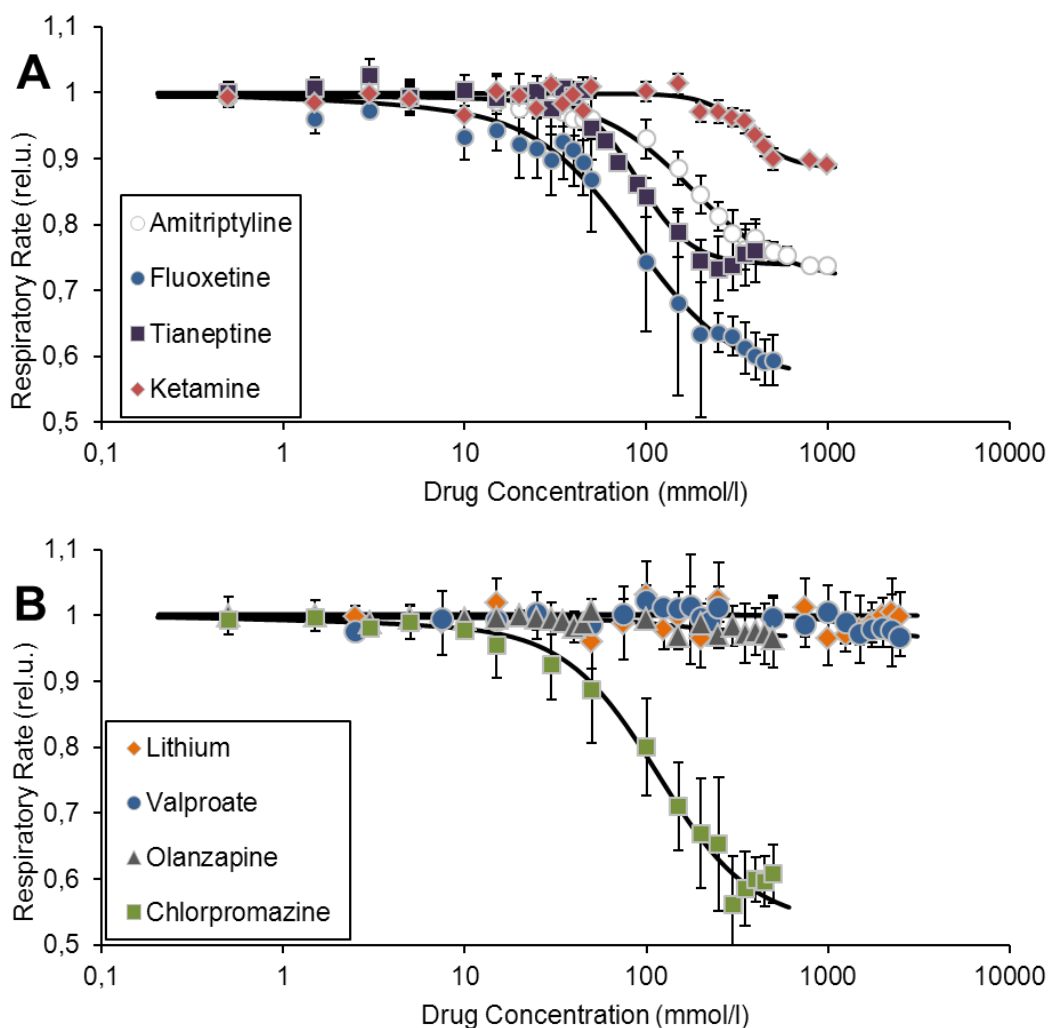 A
1,1
1
0,9
0,8
0,7
0,6
0,5
Respiratory Rate (rel.u.)
Amitriptyline
Fluoxetine
Tianeptine
Ketamine
0,1 1 10 100 1000 10000
Drug Concentration (mmol/l)
B
1,1
1
0,9
0,8
0,7
0,6
0,5
Respiratory Rate (rel.u.)
Lithium
Valproate
Olanzapine
Chlorpromazine
0,1 1 10 100 1000 10000
Drug Concentration (mmol/l)